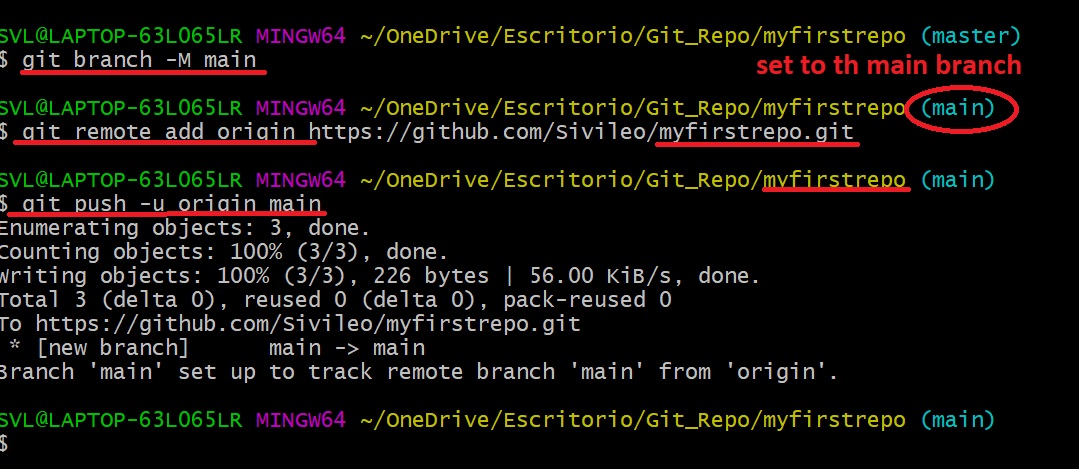 SVL@LAPTOP-63L065LR MINGW64 ~/OneDrive/Escritorio/Git_Repo/myfirstrepo (master)
$ git branch -M main
set to th main branch
SVL@LAPTOP-63L065LR MINGW64 ~/OneDrive/Escritorio/Git_Repo/myfirstrepo (main)
$ git remote add origin https://github.com/Sivileo/myfirstrepo.git
SVL@LAPTOP-63L065LR MINGW64 ~/OneDrive/Escritorio/Git_Repo/myfirstrepo (main)
$ git push -u origin main
Enumerating objects: 3, done.
Counting objects: 100% (3/3), done.
Writing objects: 100% (3/3), 226 bytes | 56.00 KiB/s, done.
Total 3 (delta 0), reused 0 (delta 0), pack-reused 0
To https://github.com/Sivileo/myfirstrepo.git
* [new branch] main -> main
Branch 'main' set up to track remote branch 'main' from 'origin'.
SVL@LAPTOP-63L065LR MINGW64 ~/OneDrive/Escritorio/Git_Repo/myfirstrepo (main)
$